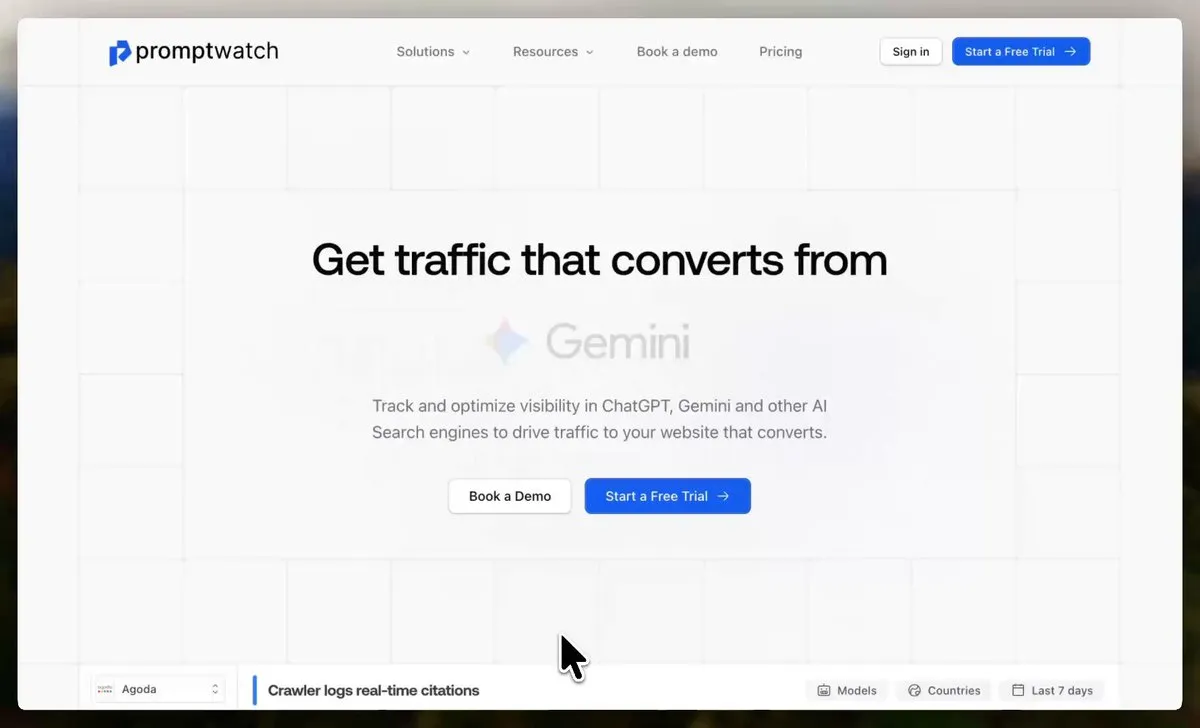 promptwatch
Solutions
Resources
Book a demo
Pricing
Sign in
Start a Free Trial
Get traffic that converts from
Gemini
Track and optimize visibility in ChatGPT, Gemini and other AI
Search engines to drive traffic to your website that converts.
Book a Demo
Start a Free Trial
Agoda
Crawler logs real-time citations
Models
Countries
Last 7 days